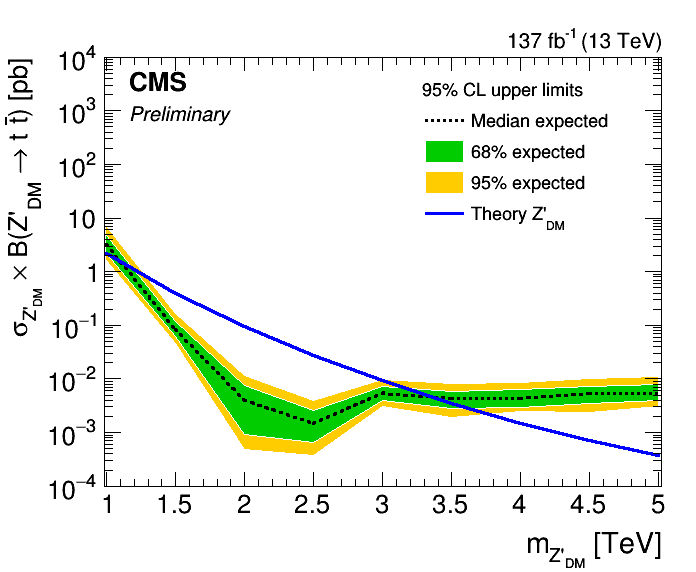 137 fb⁻¹ (13 TeV)
CMS
Preliminary
95% CL upper limits
Median expected
68% expected
95% expected
Theory Z'_DM
σ_Z'_DM × B(Z'_DM → t t̄) [pb]
10⁴
10³
10²
10
1
10⁻¹
10⁻²
10⁻³
10⁻⁴
1 1.5 2 2.5 3 3.5 4 4.5 5
m_Z'_DM [TeV]